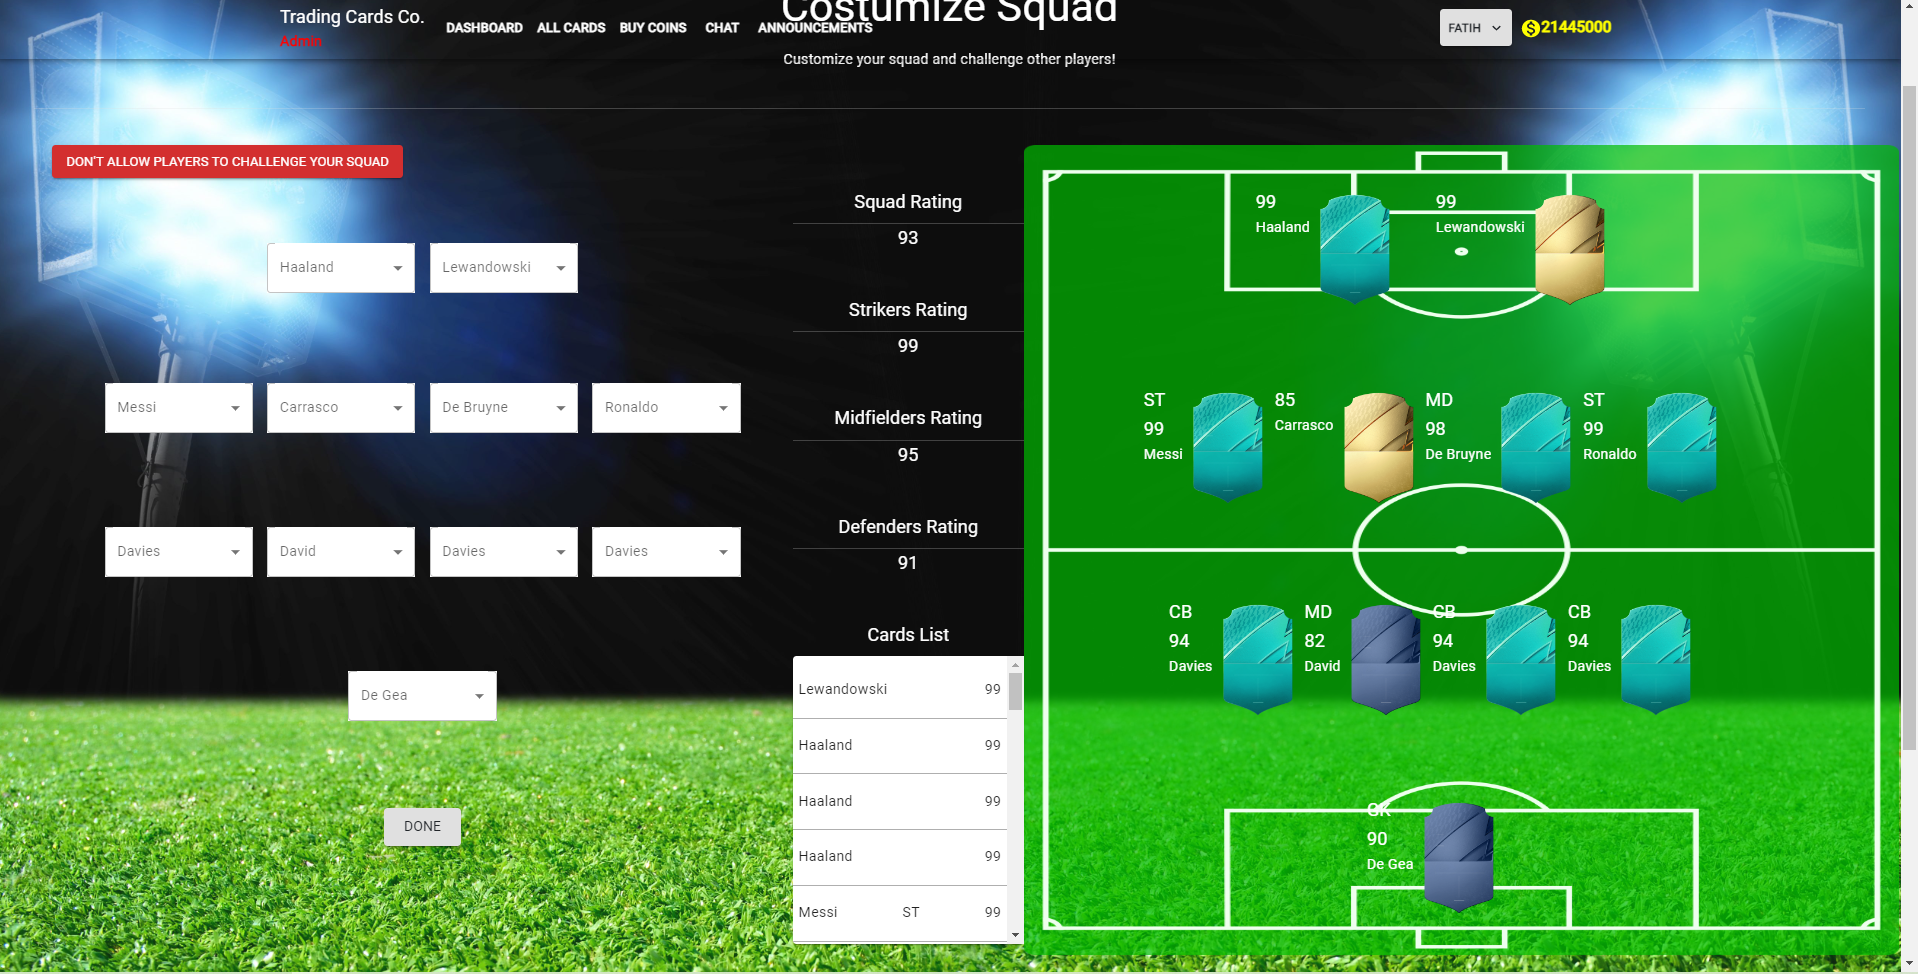 Trading Cards Co.
Admin
DASHBOARD
ALL CARDS
BUY COINS
CHAT
ANNOUNCEMENTS
FATIH
$21445000
Costumize Squad
Customize your squad and challenge other players!
DON'T ALLOW PLAYERS TO CHALLENGE YOUR SQUAD
Haaland
Lewandowski
Messi
Carrasco
De Bruyne
Ronaldo
Davies
David
Davies
Davies
De Gea
DONE
Squad Rating
93
Strikers Rating
99
Midfielders Rating
95
Defenders Rating
91
Cards List
Lewandowski 99
Haaland 99
Haaland 99
Haaland 99
Messi ST 99
99
Haaland
99
Lewandowski
ST
99
Messi
85
Carrasco
MD
98
De Bruyne
ST
99
Ronaldo
CB
94
Davies
MD
82
David
CB
94
Davies
CB
94
Davies
GK
90
De Gea